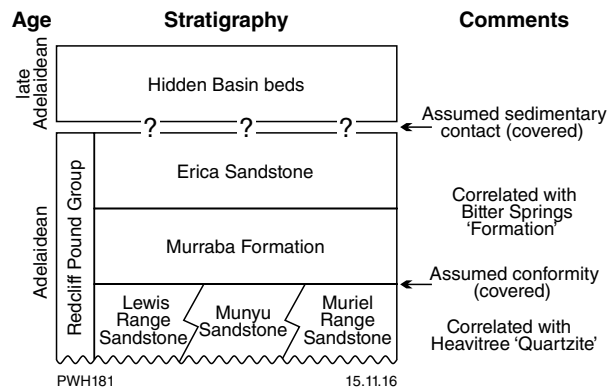 Age
Stratigraphy
Comments
late
Adelaidean
Hidden Basin beds
? ? ?
Assumed sedimentary
contact (covered)
Adelaidean
Redcliff Pound Group
Erica Sandstone
Correlated with
Bitter Springs
'Formation'
Murraba Formation
Assumed conformity
(covered)
Lewis
Range
Sandstone
Munyu
Sandstone
Muriel
Range
Sandstone
Correlated with
Heavitree 'Quartzite'
PWH181
15.11.16